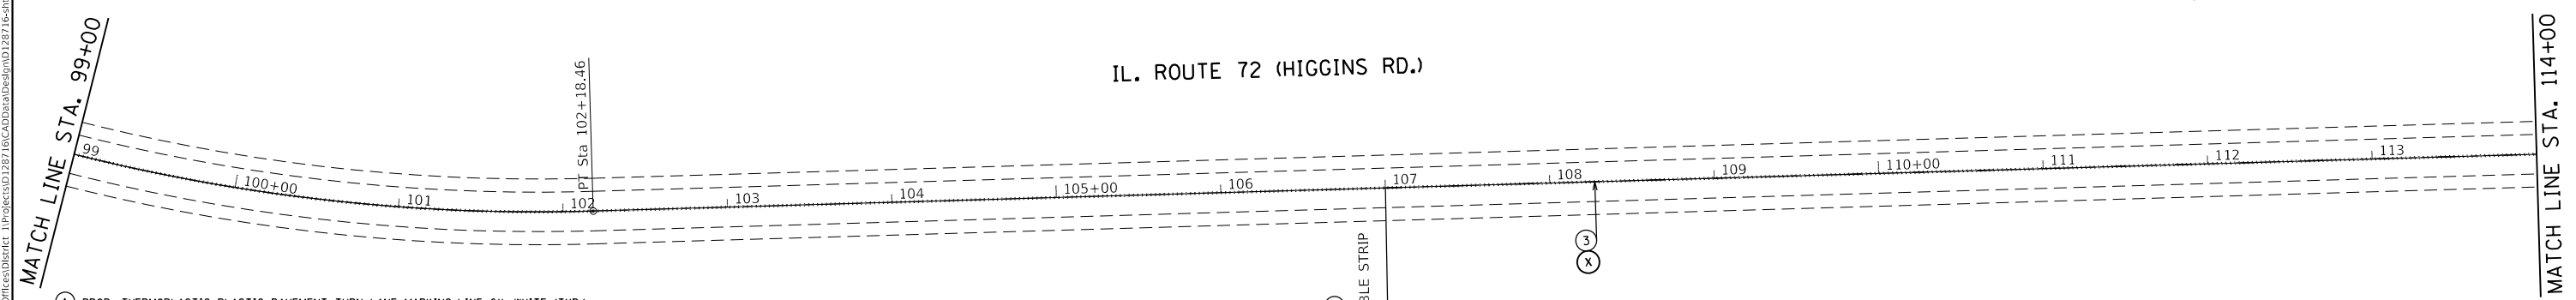 IL. ROUTE 72 (HIGGINS RD.)
MATCH LINE STA. 99+00
PT Sta 102+18.46
MATCH LINE STA. 114+00
99
100+00
101
102
103
104
105+00
106
107
108
109
110+00
111
112
113
3
X
BLE STRIP